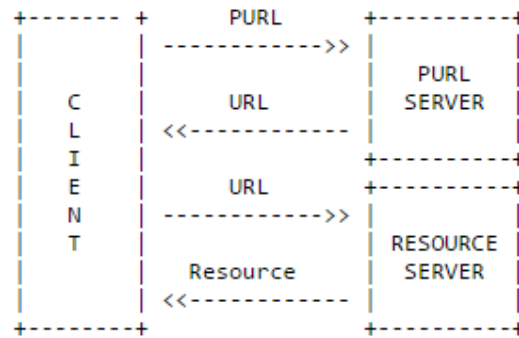 PURL
PURL
C URL SERVER
L
I
E URL
N
T RESOURCE
Resource SERVER